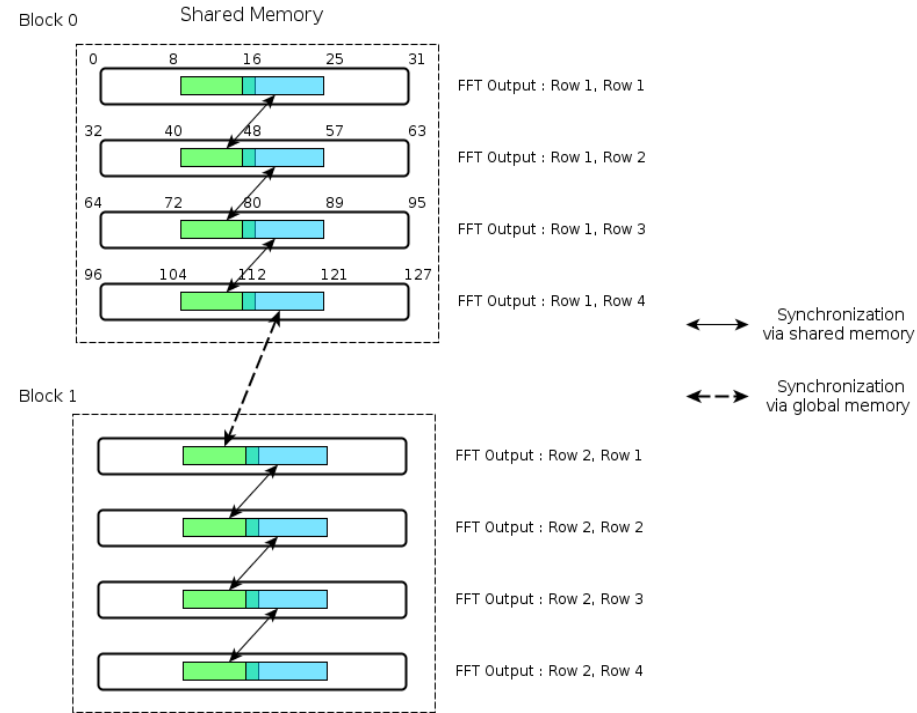 Block 0
Shared Memory
0 8 16 25 31
FFT Output : Row 1, Row 1
32 40 48 57 63
FFT Output : Row 1, Row 2
64 72 80 89 95
FFT Output : Row 1, Row 3
96 104 112 121 127
FFT Output : Row 1, Row 4
Synchronization
via shared memory
Synchronization
via global memory
Block 1
FFT Output : Row 2, Row 1
FFT Output : Row 2, Row 2
FFT Output : Row 2, Row 3
FFT Output : Row 2, Row 4